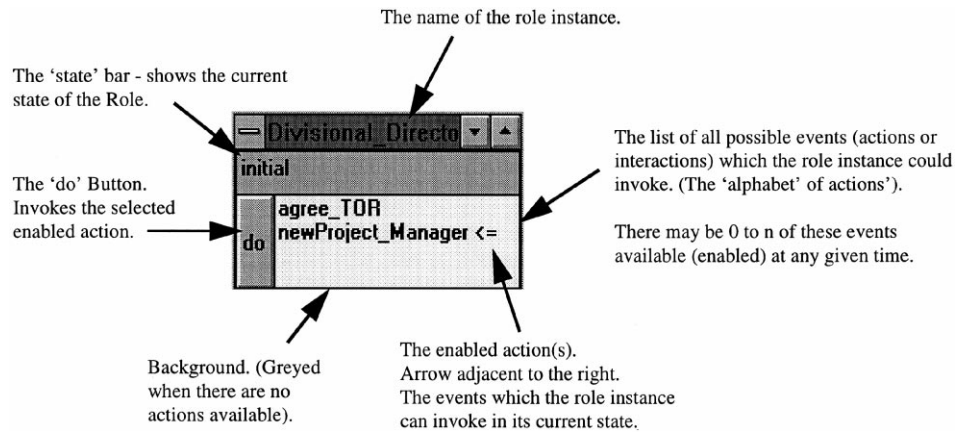 The name of the role instance.
The 'state' bar - shows the current
state of the Role.
Divisional_Directo
initial
The 'do' Button.
Invokes the selected
enabled action.
do
agree_TOR
newProject_Manager <=
The list of all possible events (actions or
interactions) which the role instance could
invoke. (The 'alphabet' of actions').
There may be 0 to n of these events
available (enabled) at any given time.
Background. (Greyed
when there are no
actions available).
The enabled action(s).
Arrow adjacent to the right.
The events which the role instance
can invoke in its current state.